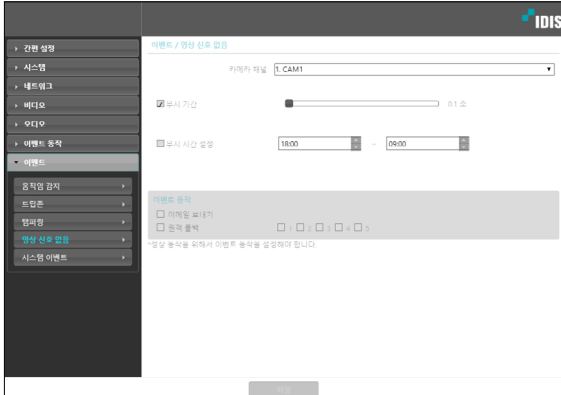 IDIS
간편 설정
시스템
네트워크
비디오
오디오
이벤트 동작
이벤트
움직임 감지
트립존
탬퍼링
영상 신호 없음
시스템 이벤트
이벤트 / 영상 신호 없음
카메라 채널 1. CAM1
무시 기간 0.1 초
무시 시간 설정 18:00 ~ 09:00
이벤트 동작
이메일 보내기
원격 콜백 1 2 3 4 5
*영상 동작을 위해서 이벤트 동작을 설정해야 합니다.